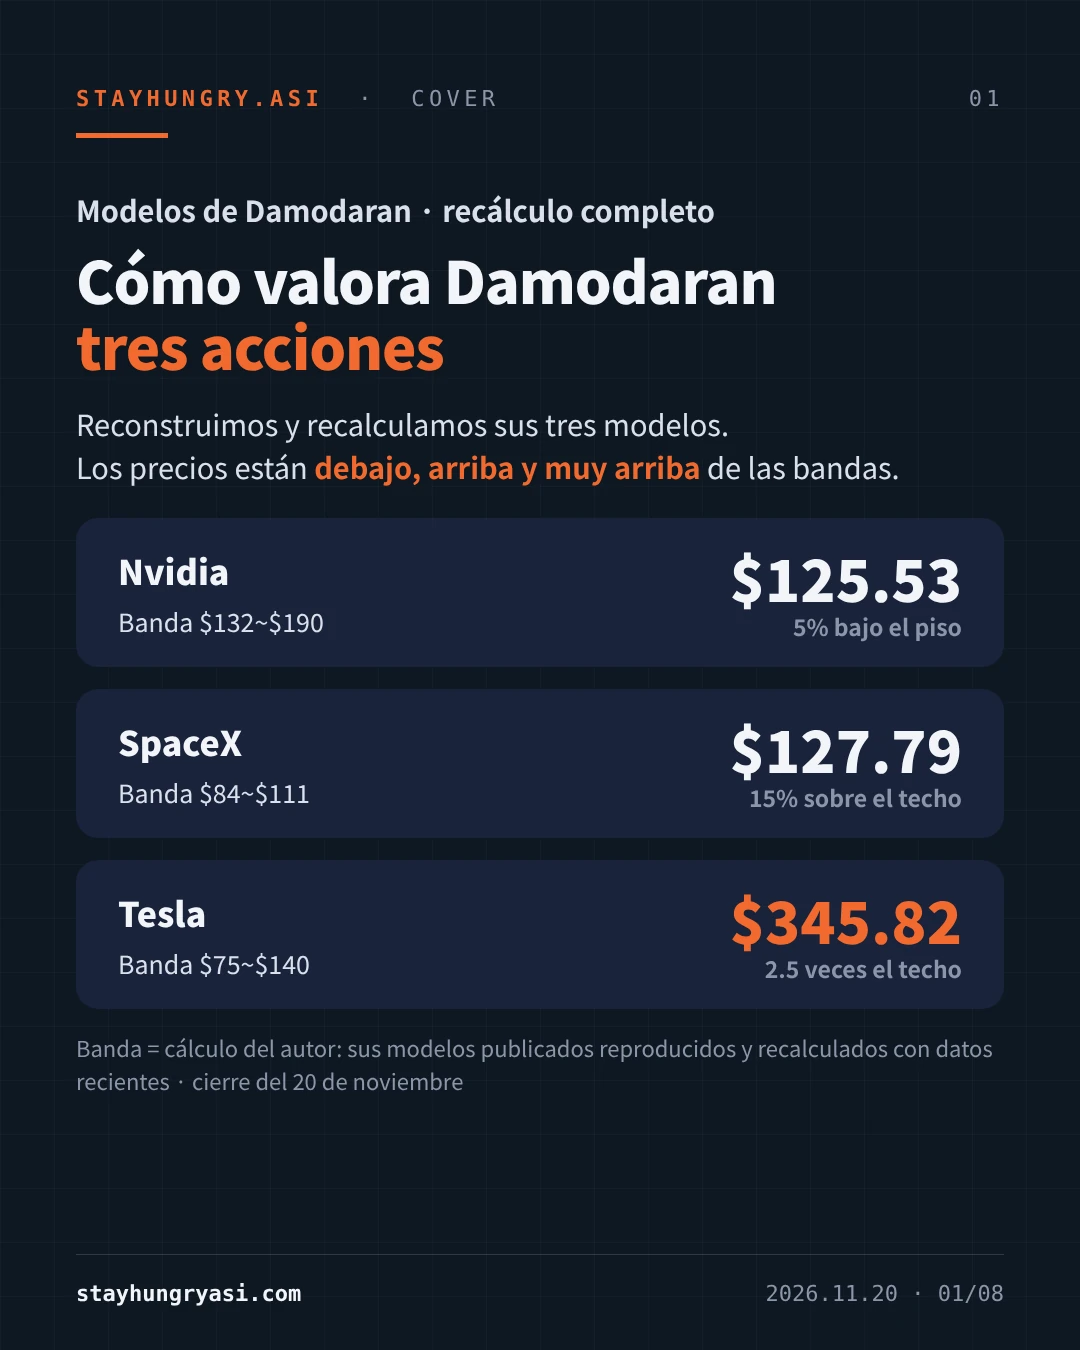 STAYHUNGRY.ASI · COVER 01
Modelos de Damodaran · recálculo completo
Cómo valora Damodaran
tres acciones
Reconstruimos y recalculamos sus tres modelos.
Los precios están debajo, arriba y muy arriba de las bandas.
Nvidia
Banda $132~$190
$125.53
5% bajo el piso
SpaceX
Banda $84~$111
$127.79
15% sobre el techo
Tesla
Banda $75~$140
$345.82
2.5 veces el techo
Banda = cálculo del autor: sus modelos publicados reproducidos y recalculados con datos
recientes · cierre del 20 de noviembre
stayhungryasi.com
2026.11.20 · 01/08